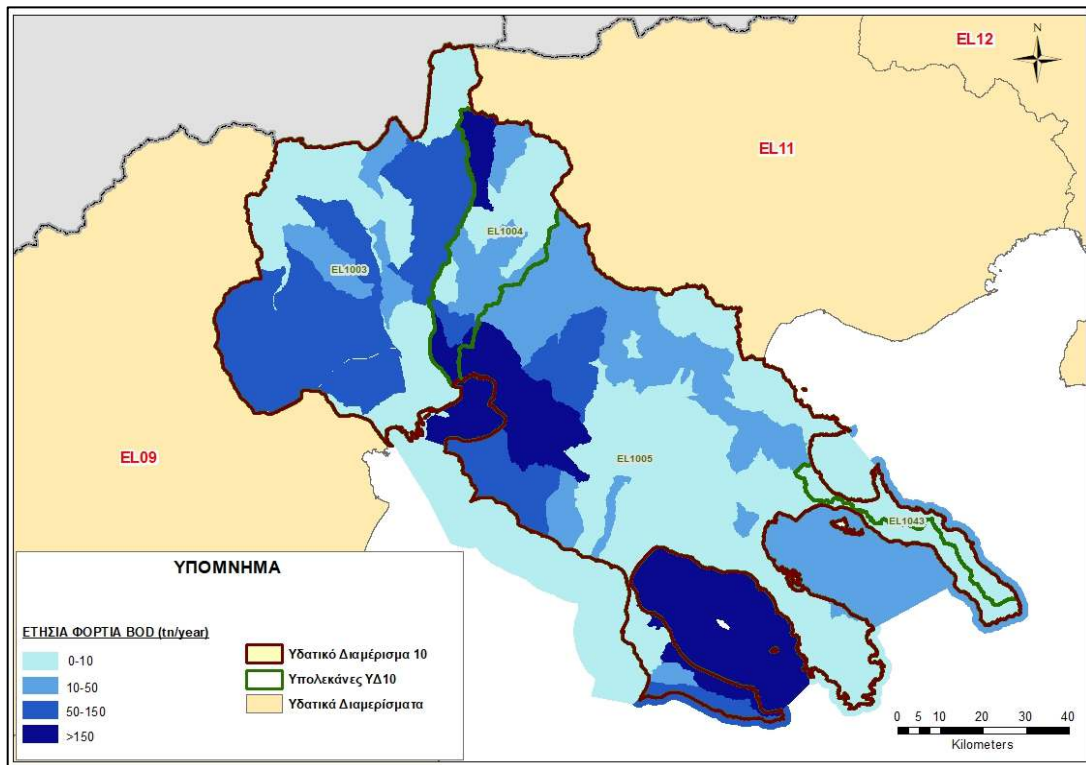 EL12
N
EL11
EL1004
EL1003
EL09
EL1005
EL1043
ΥΠΟΜΝΗΜΑ
ΕΤΗΣΙΑ ΦΟΡΤΙΑ BOD (tn/year)
0-10
10-50
50-150
>150
Υδατικό Διαμέρισμα 10
Υπολεκάνες ΥΔ10
Υδατικά Διαμερίσματα
0 5 10 20 30 40
Kilometers